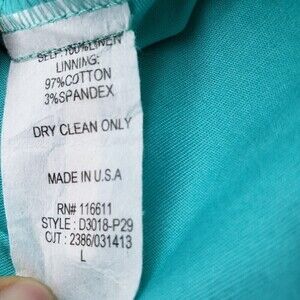 SELF:100%LINEN
LINNING:
97%COTTON
3%SPANDEX
DRY CLEAN ONLY
MADE IN U.S.A
RN# 116611
STYLE : D3018-P29
CUT : 2386/031413
L